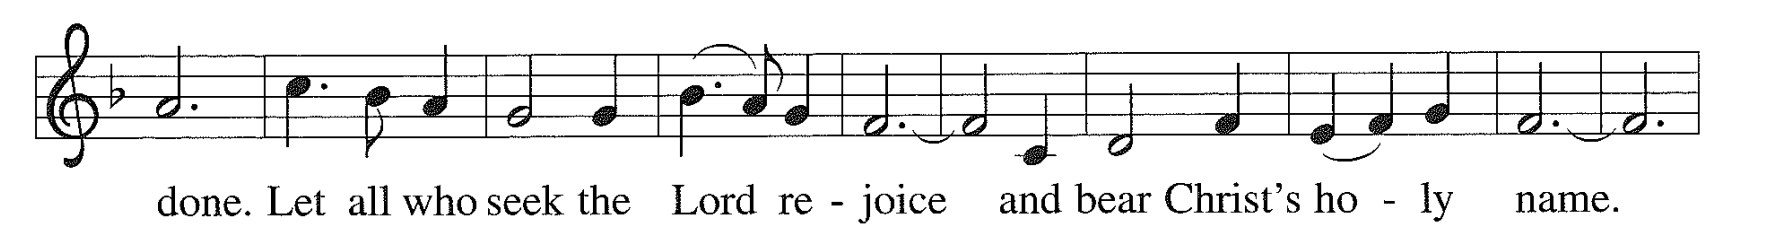 done. Let all who seek the Lord re - joice and bear Christ's ho - ly name.